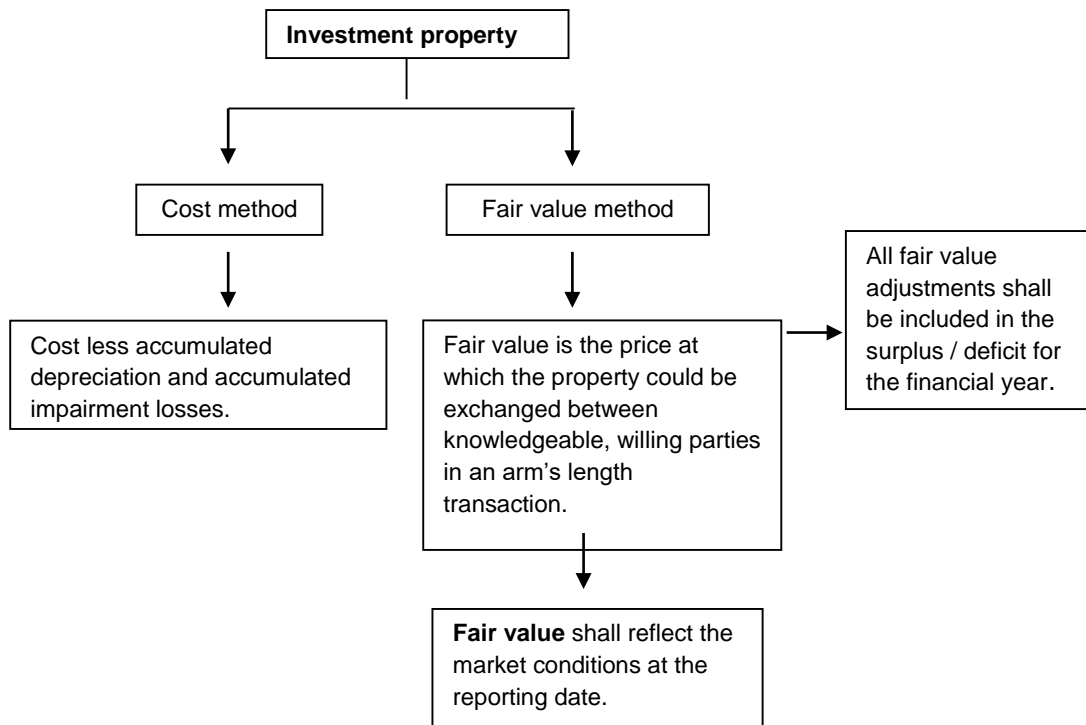 Investment property
Cost method
Fair value method
Cost less accumulated
depreciation and accumulated
impairment losses.
Fair value is the price at
which the property could be
exchanged between
knowledgeable, willing parties
in an arm’s length
transaction.
All fair value
adjustments shall
be included in the
surplus / deficit for
the financial year.
Fair value shall reflect the
market conditions at the
reporting date.